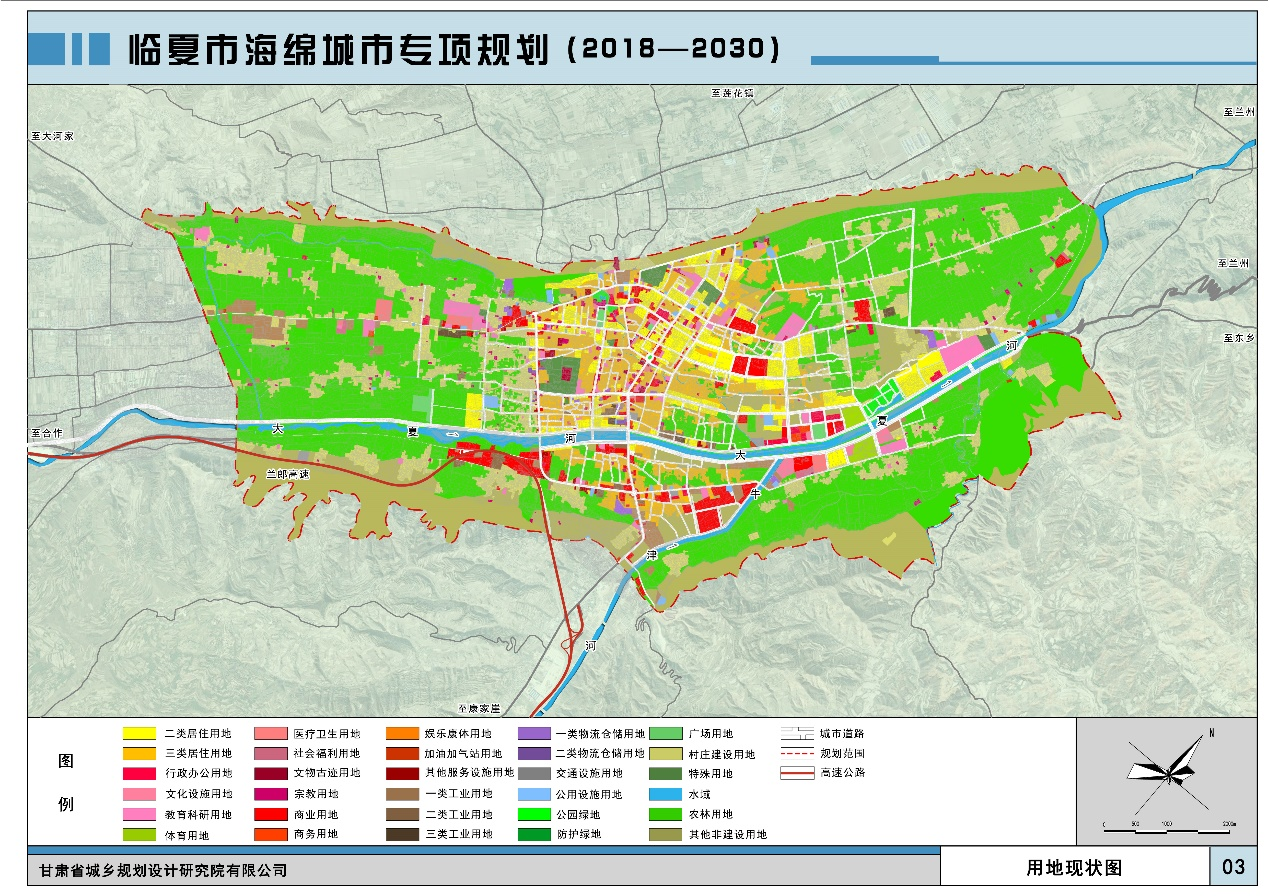 临夏市海绵城市专项规划（2018—2030）
至莲花镇
至兰州
至大河家
至兰州
至东乡
河
夏
至合作
大
夏
河
大
兰郎高速
牛
津
河
至康家崖
图
例
二类居住用地
三类居住用地
行政办公用地
文化设施用地
教育科研用地
体育用地
医疗卫生用地
社会福利用地
文物古迹用地
宗教用地
商业用地
商务用地
娱乐康体用地
加油加气站用地
其他服务设施用地
一类工业用地
二类工业用地
三类工业用地
一类物流仓储用地
二类物流仓储用地
交通设施用地
公用设施用地
公园绿地
防护绿地
广场用地
村庄建设用地
特殊用地
水域
农林用地
其他非建设用地
城市道路
规划范围
高速公路
N
0 500 1000 2000m
甘肃省城乡规划设计研究院有限公司
用地现状图
03